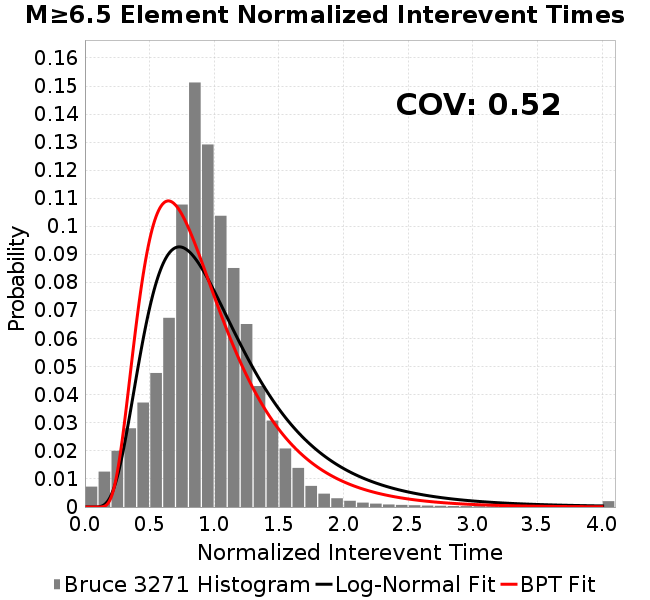 M≥6.5 Element Normalized Interevent Times
COV: 0.52
Probability
0.16
0.15
0.14
0.13
0.12
0.11
0.1
0.09
0.08
0.07
0.06
0.05
0.04
0.03
0.02
0.01
0
0.0 0.5 1.0 1.5 2.0 2.5 3.0 3.5 4.0
Normalized Interevent Time
Bruce 3271 Histogram Log-Normal Fit BPT Fit